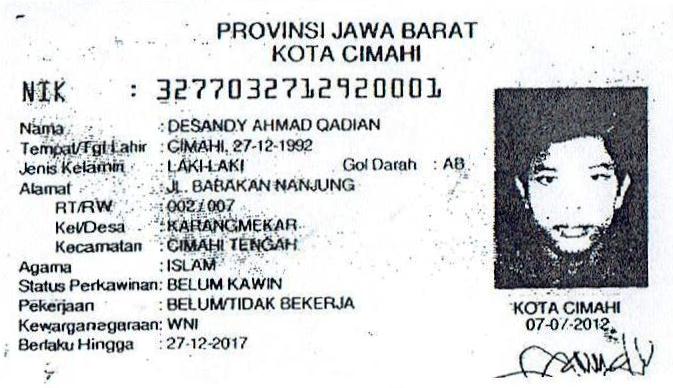 PROVINSI JAWA BARAT
KOTA CIMAHI
NIK : 3277032712920001
Nama : DESANDY AHMAD QADIAN
Tempat/Tgl Lahir : CIMAHI, 27-12-1992
Jenis Kelamin : LAKI-LAKI Gol Darah : AB
Alamat : JL. BABAKAN NANJUNG
RT/RW : 002/007
Kel/Desa : KARANGMEKAR
Kecamatan : CIMAHI TENGAH
Agama : ISLAM
Status Perkawinan: BELUM KAWIN
Pekerjaan : BELUM/TIDAK BEKERJA
Kewarganegaraan: WNI
Berlaku Hingga : 27-12-2017
KOTA CIMAHI
07-07-2012